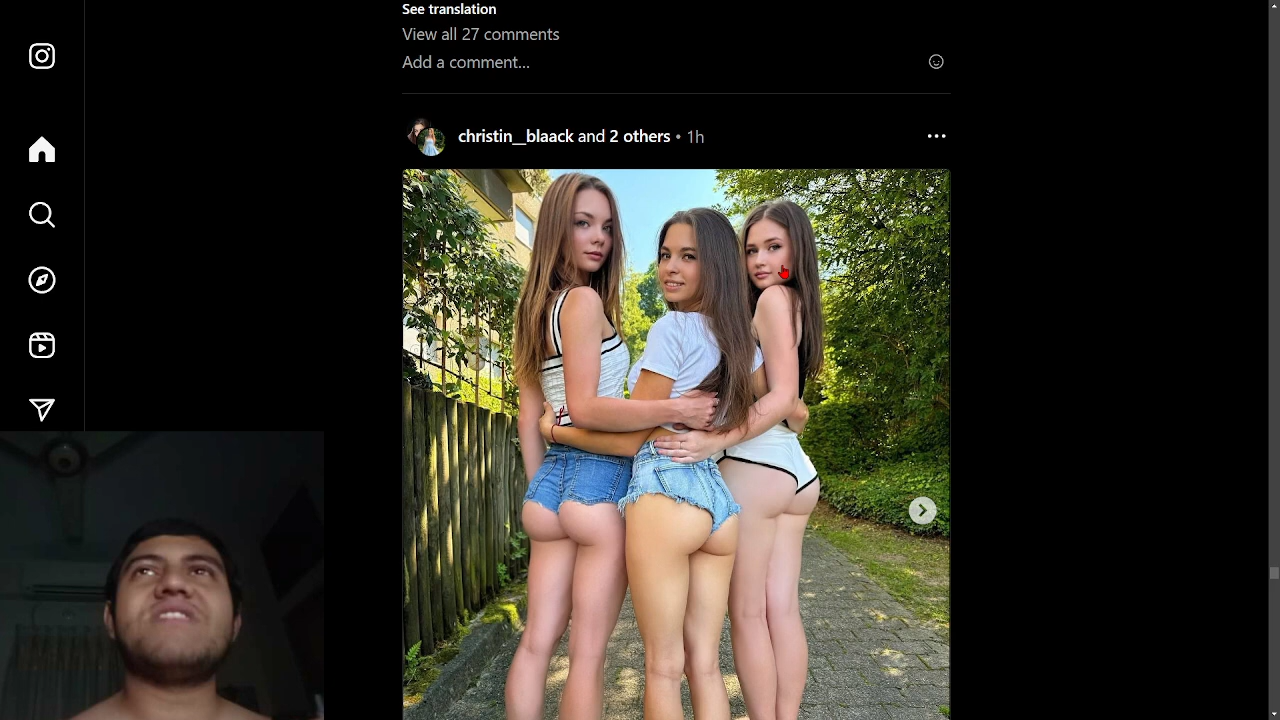 See translation
View all 27 comments
Add a comment...
christin__blaack and 2 others • 1h